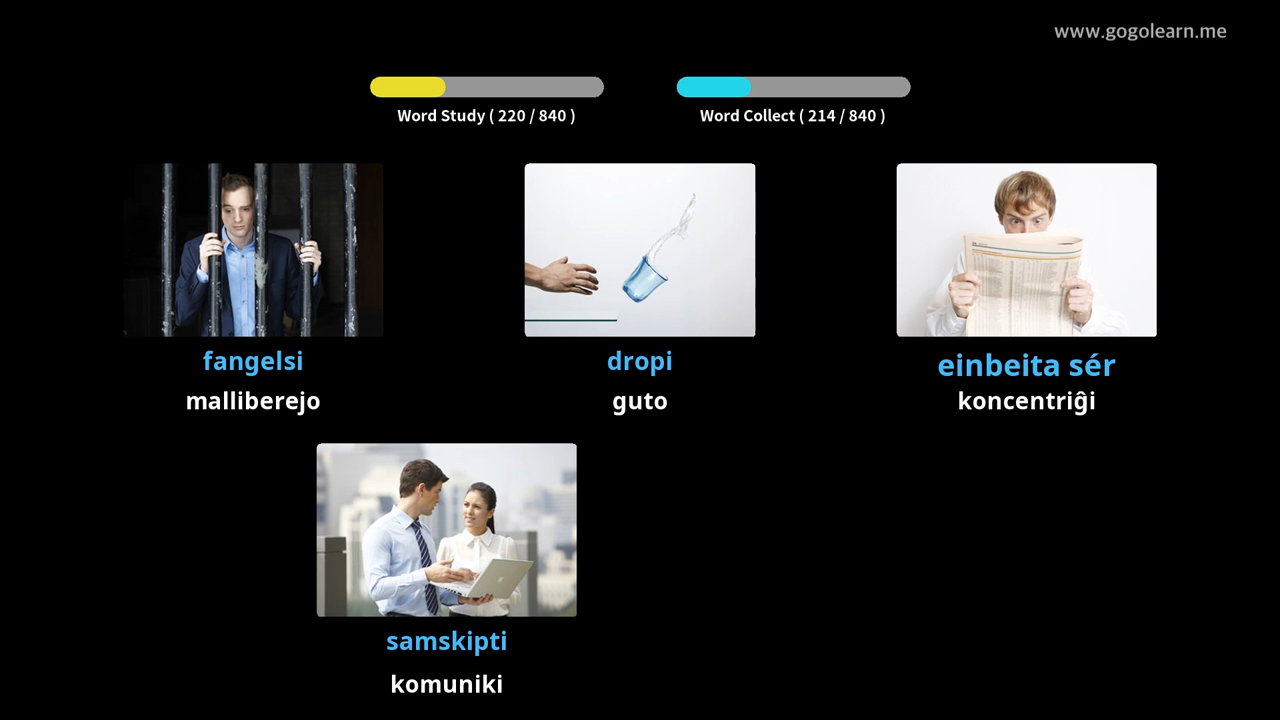 www.gogolearn.me
Word Study ( 220 / 840 )
Word Collect ( 214 / 840 )
fangelsi
malliberejo
dropi
guto
einbeita sér
koncentriĝi
samskipti
komuniki